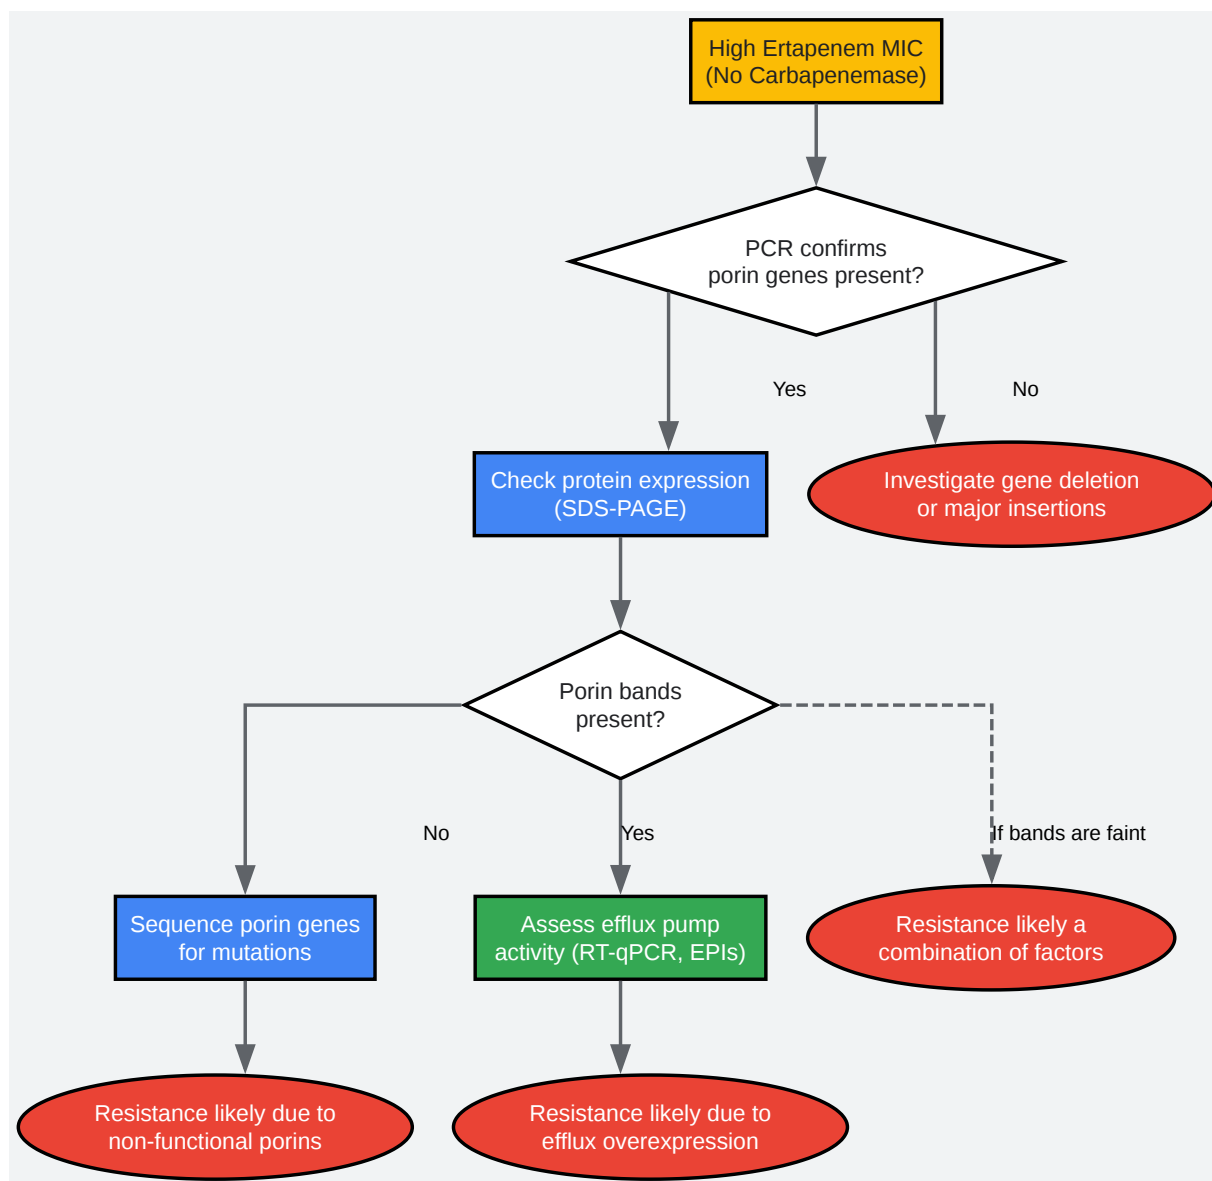 High Ertapenem MIC
(No Carbapenemase)
PCR confirms
porin genes present?
Yes
No
Check protein expression
(SDS-PAGE)
Investigate gene deletion
or major insertions
Porin bands
present?
No
Yes
If bands are faint
Sequence porin genes
for mutations
Assess efflux pump
activity (RT-qPCR, EPIs)
Resistance likely a
combination of factors
Resistance likely due to
non-functional porins
Resistance likely due to
efflux overexpression